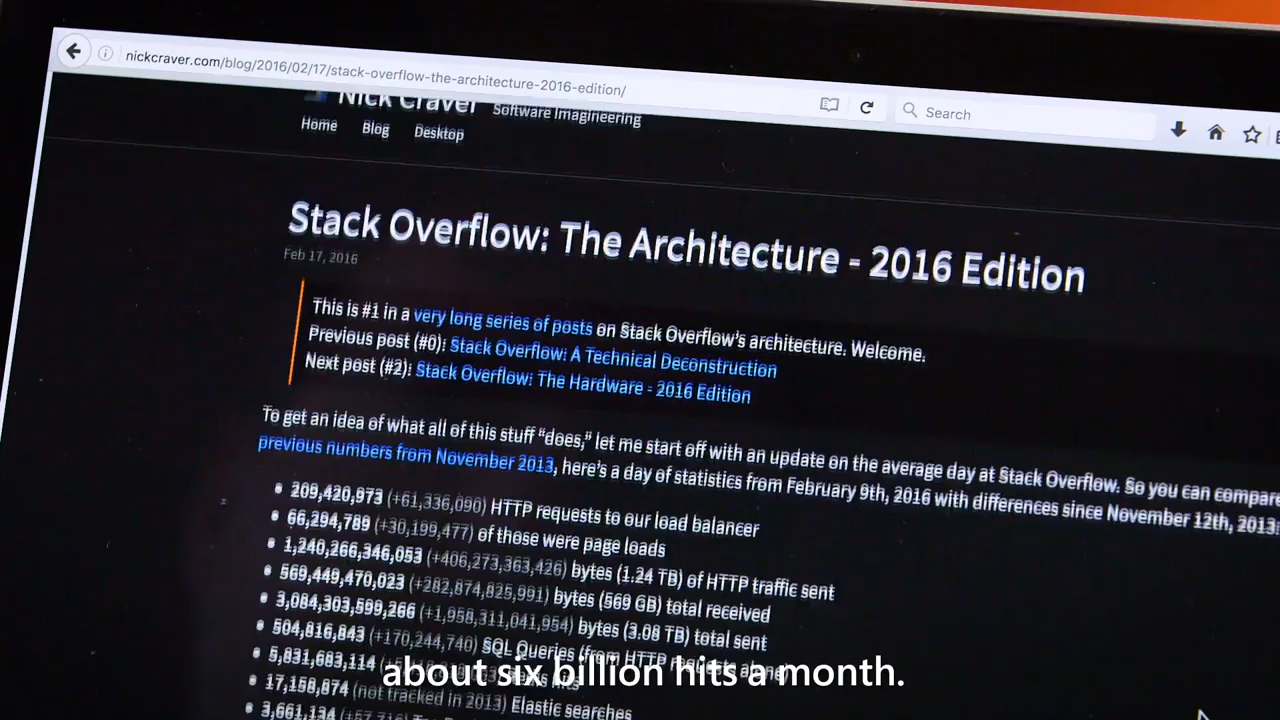 nickcraver.com/blog/2016/02/17/stack-overflow-the-architecture-2016-edition/
Search
Nick Craver Software Imagineering
Home Blog Desktop
Stack Overflow: The Architecture - 2016 Edition
Feb 17, 2016
This is #1 in a very long series of posts on Stack Overflow's architecture. Welcome.
Previous post (#0): Stack Overflow: A Technical Deconstruction
Next post (#2): Stack Overflow: The Hardware - 2016 Edition
To get an idea of what all of this stuff “does,” let me start off with an update on the average day at Stack Overflow. So you can compare
previous numbers from November 2013, here's a day of statistics from February 9th, 2016 with differences since November 12th, 2013:
209,420,973 (+61,336,090) HTTP requests to our load balancer
66,294,789 (+30,199,477) of those were page loads
1,240,266,346,053 (+406,273,363,426) bytes (1.24 TB) of HTTP traffic sent
569,449,470,023 (+282,874,825,991) bytes (569 GB) total received
3,084,303,599,266 (+1,958,311,041,954) bytes (3.08 TB) total sent
504,816,843 (+170,244,740) SQL Queries (from HTTP requests alone)
5,831,683,114 hits
17,158,874 (not tracked in 2013) Elastic searches
3,661,134 (+57,716)
about six billion hits a month.